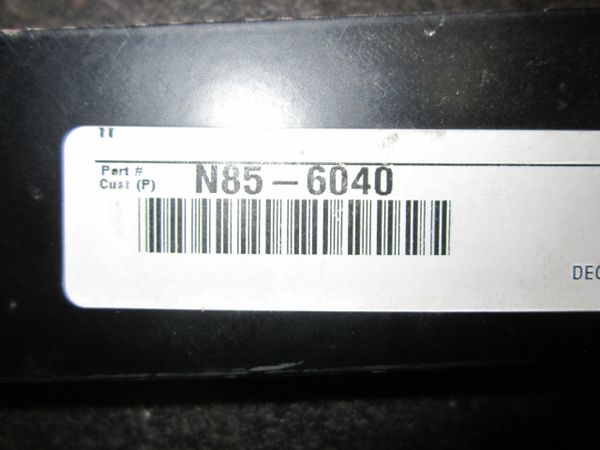 Part #
Cust (P) N85-6040
DEC